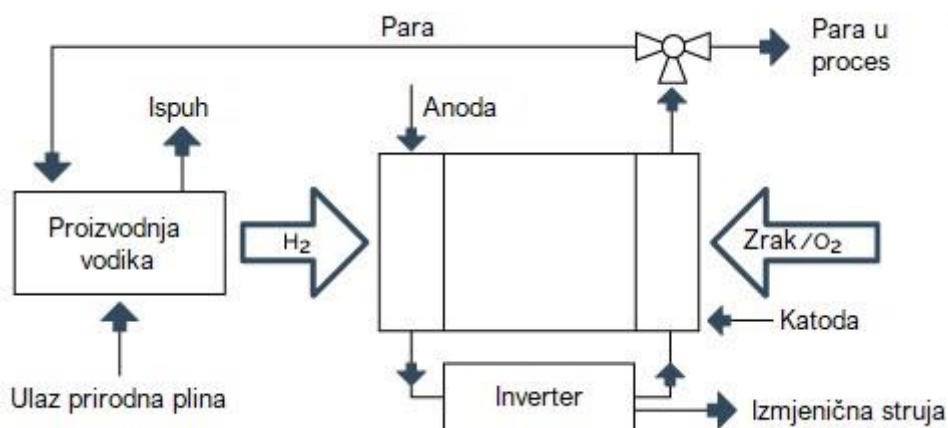 Para
Para u
proces
Ispuh
Anoda
Proizvodnja
vodika
H2
Zrak/O2
Katoda
Ulaz prirodna plina
Inverter
Izmjenična struja